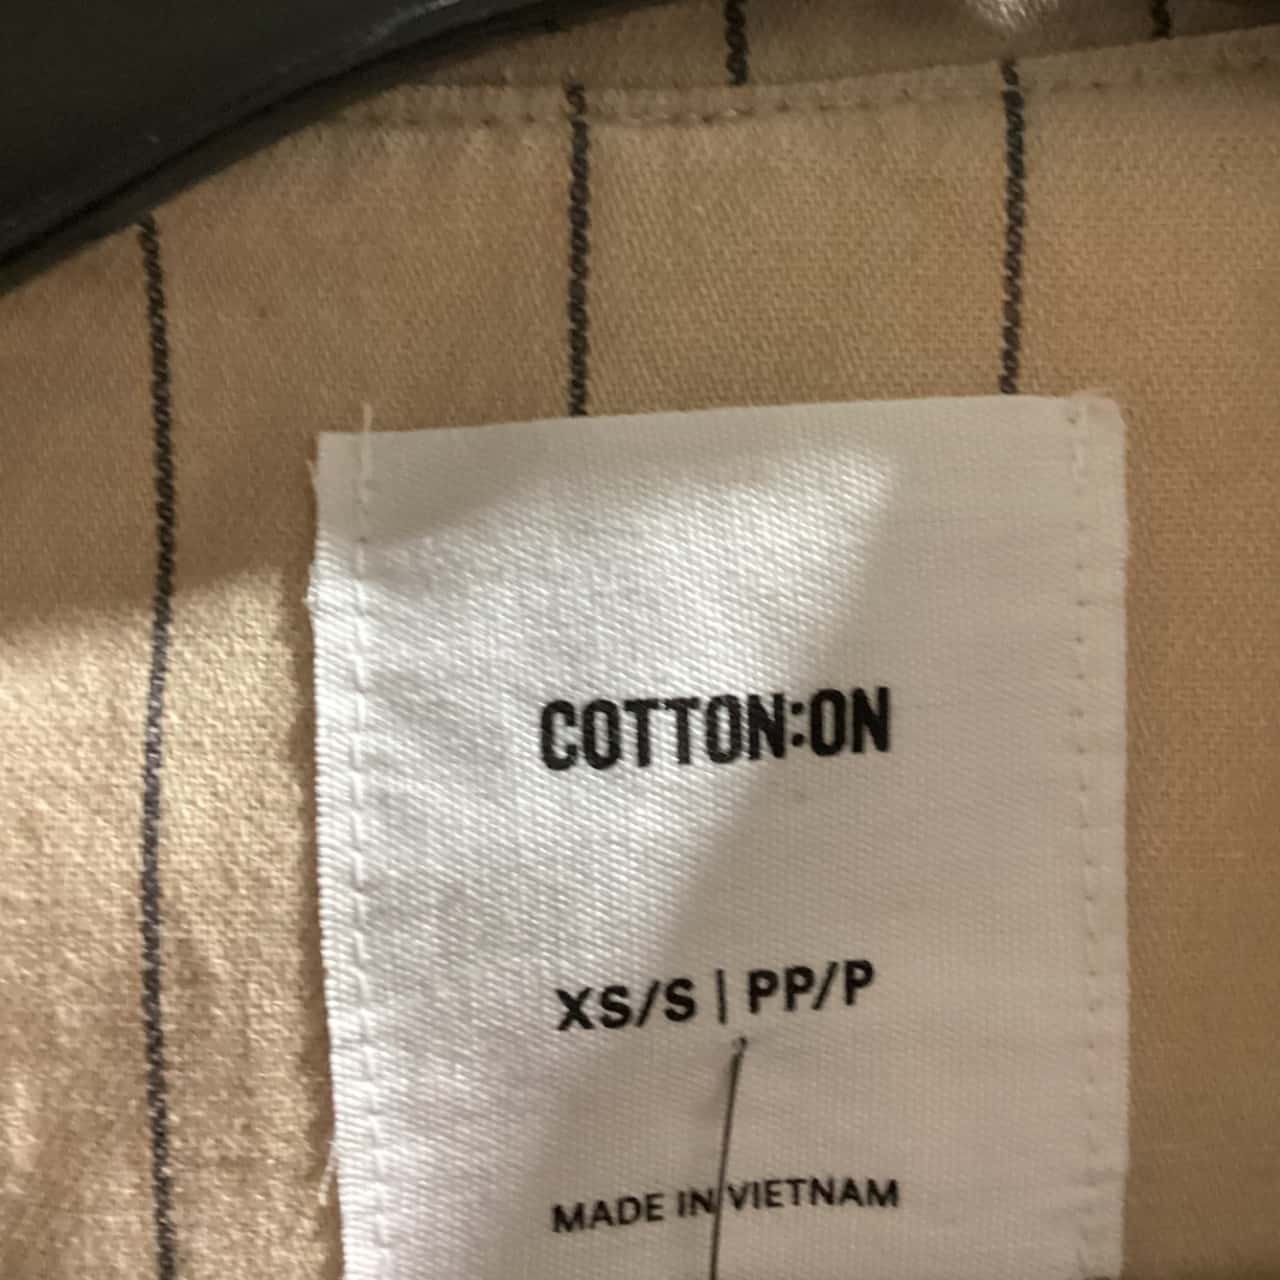 COTTON:ON
XS/S | PP/P
MADE IN VIETNAM